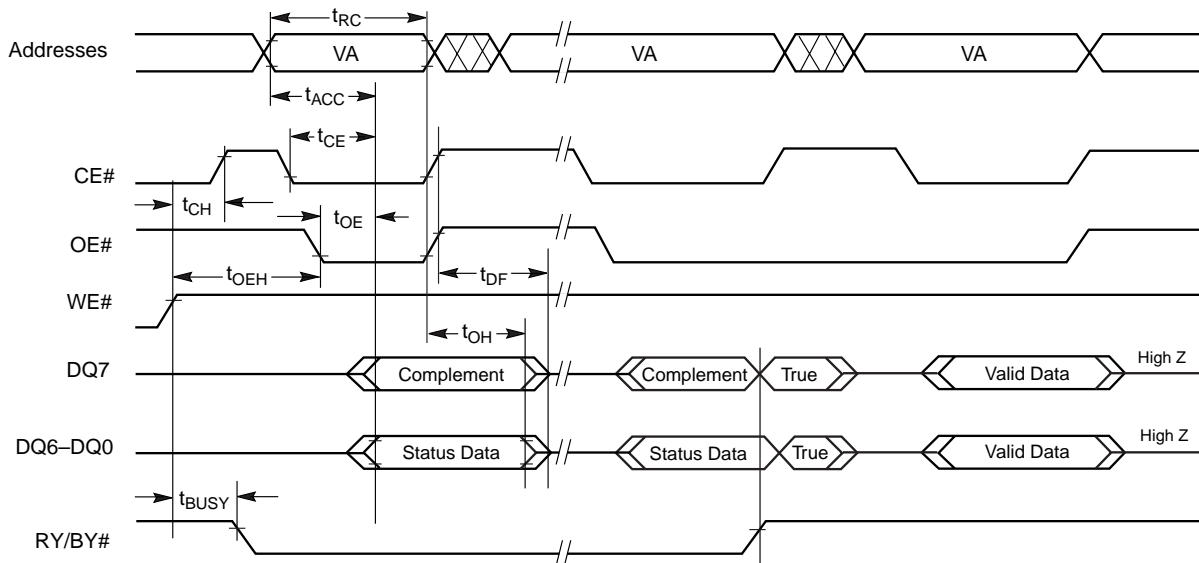 tRC
Addresses VA VA VA
tACC
tCE
CE#
tCH
tOE
OE#
tOEH
tDF
WE#
tOH
DQ7 Complement Complement True Valid Data High Z
DQ6–DQ0 Status Data Status Data True Valid Data High Z
tBUSY
RY/BY#